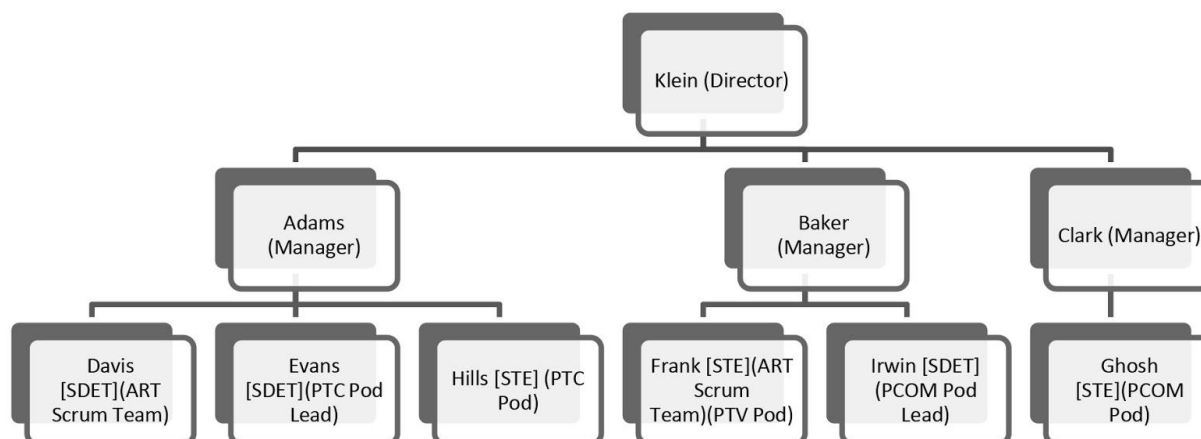 Klein (Director)
Adams
(Manager)
Baker
(Manager)
Clark (Manager)
Davis
[SDET](ART
Scrum Team)
Evans
[SDET](PTC Pod
Lead)
Hills [STE] (PTC
Pod)
Frank [STE](ART
Scrum
Team)(PTV Pod)
Irwin [SDET]
(PCOM Pod
Lead)
Ghosh
[STE](PCOM
Pod)